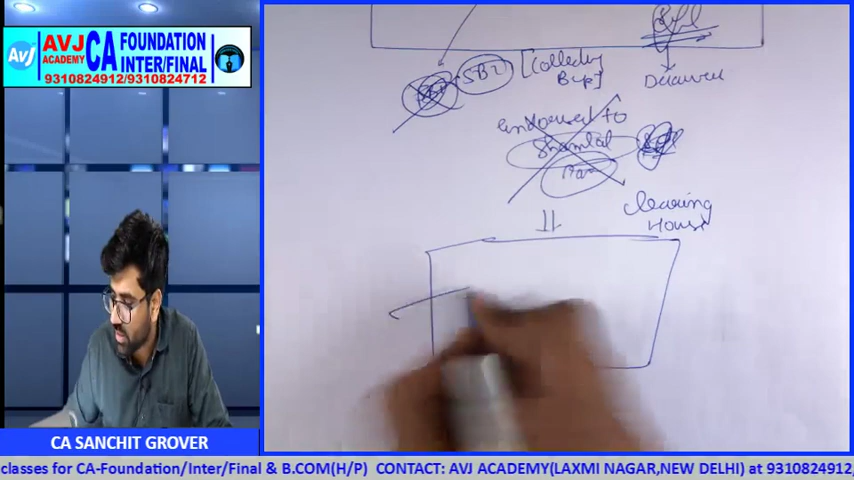 AVJ
ACADEMY
CA
FOUNDATION
INTER/FINAL
9310824912/9310824712
AVJ
SBI
[Collecting
Bank]
Drawee
endorsed to
Shamlal
Clearing
House
CA SANCHIT GROVER
classes for CA-Foundation/Inter/Final & B.COM(H/P) CONTACT: AVJ ACADEMY(LAXMI NAGAR,NEW DELHI) at 9310824912,